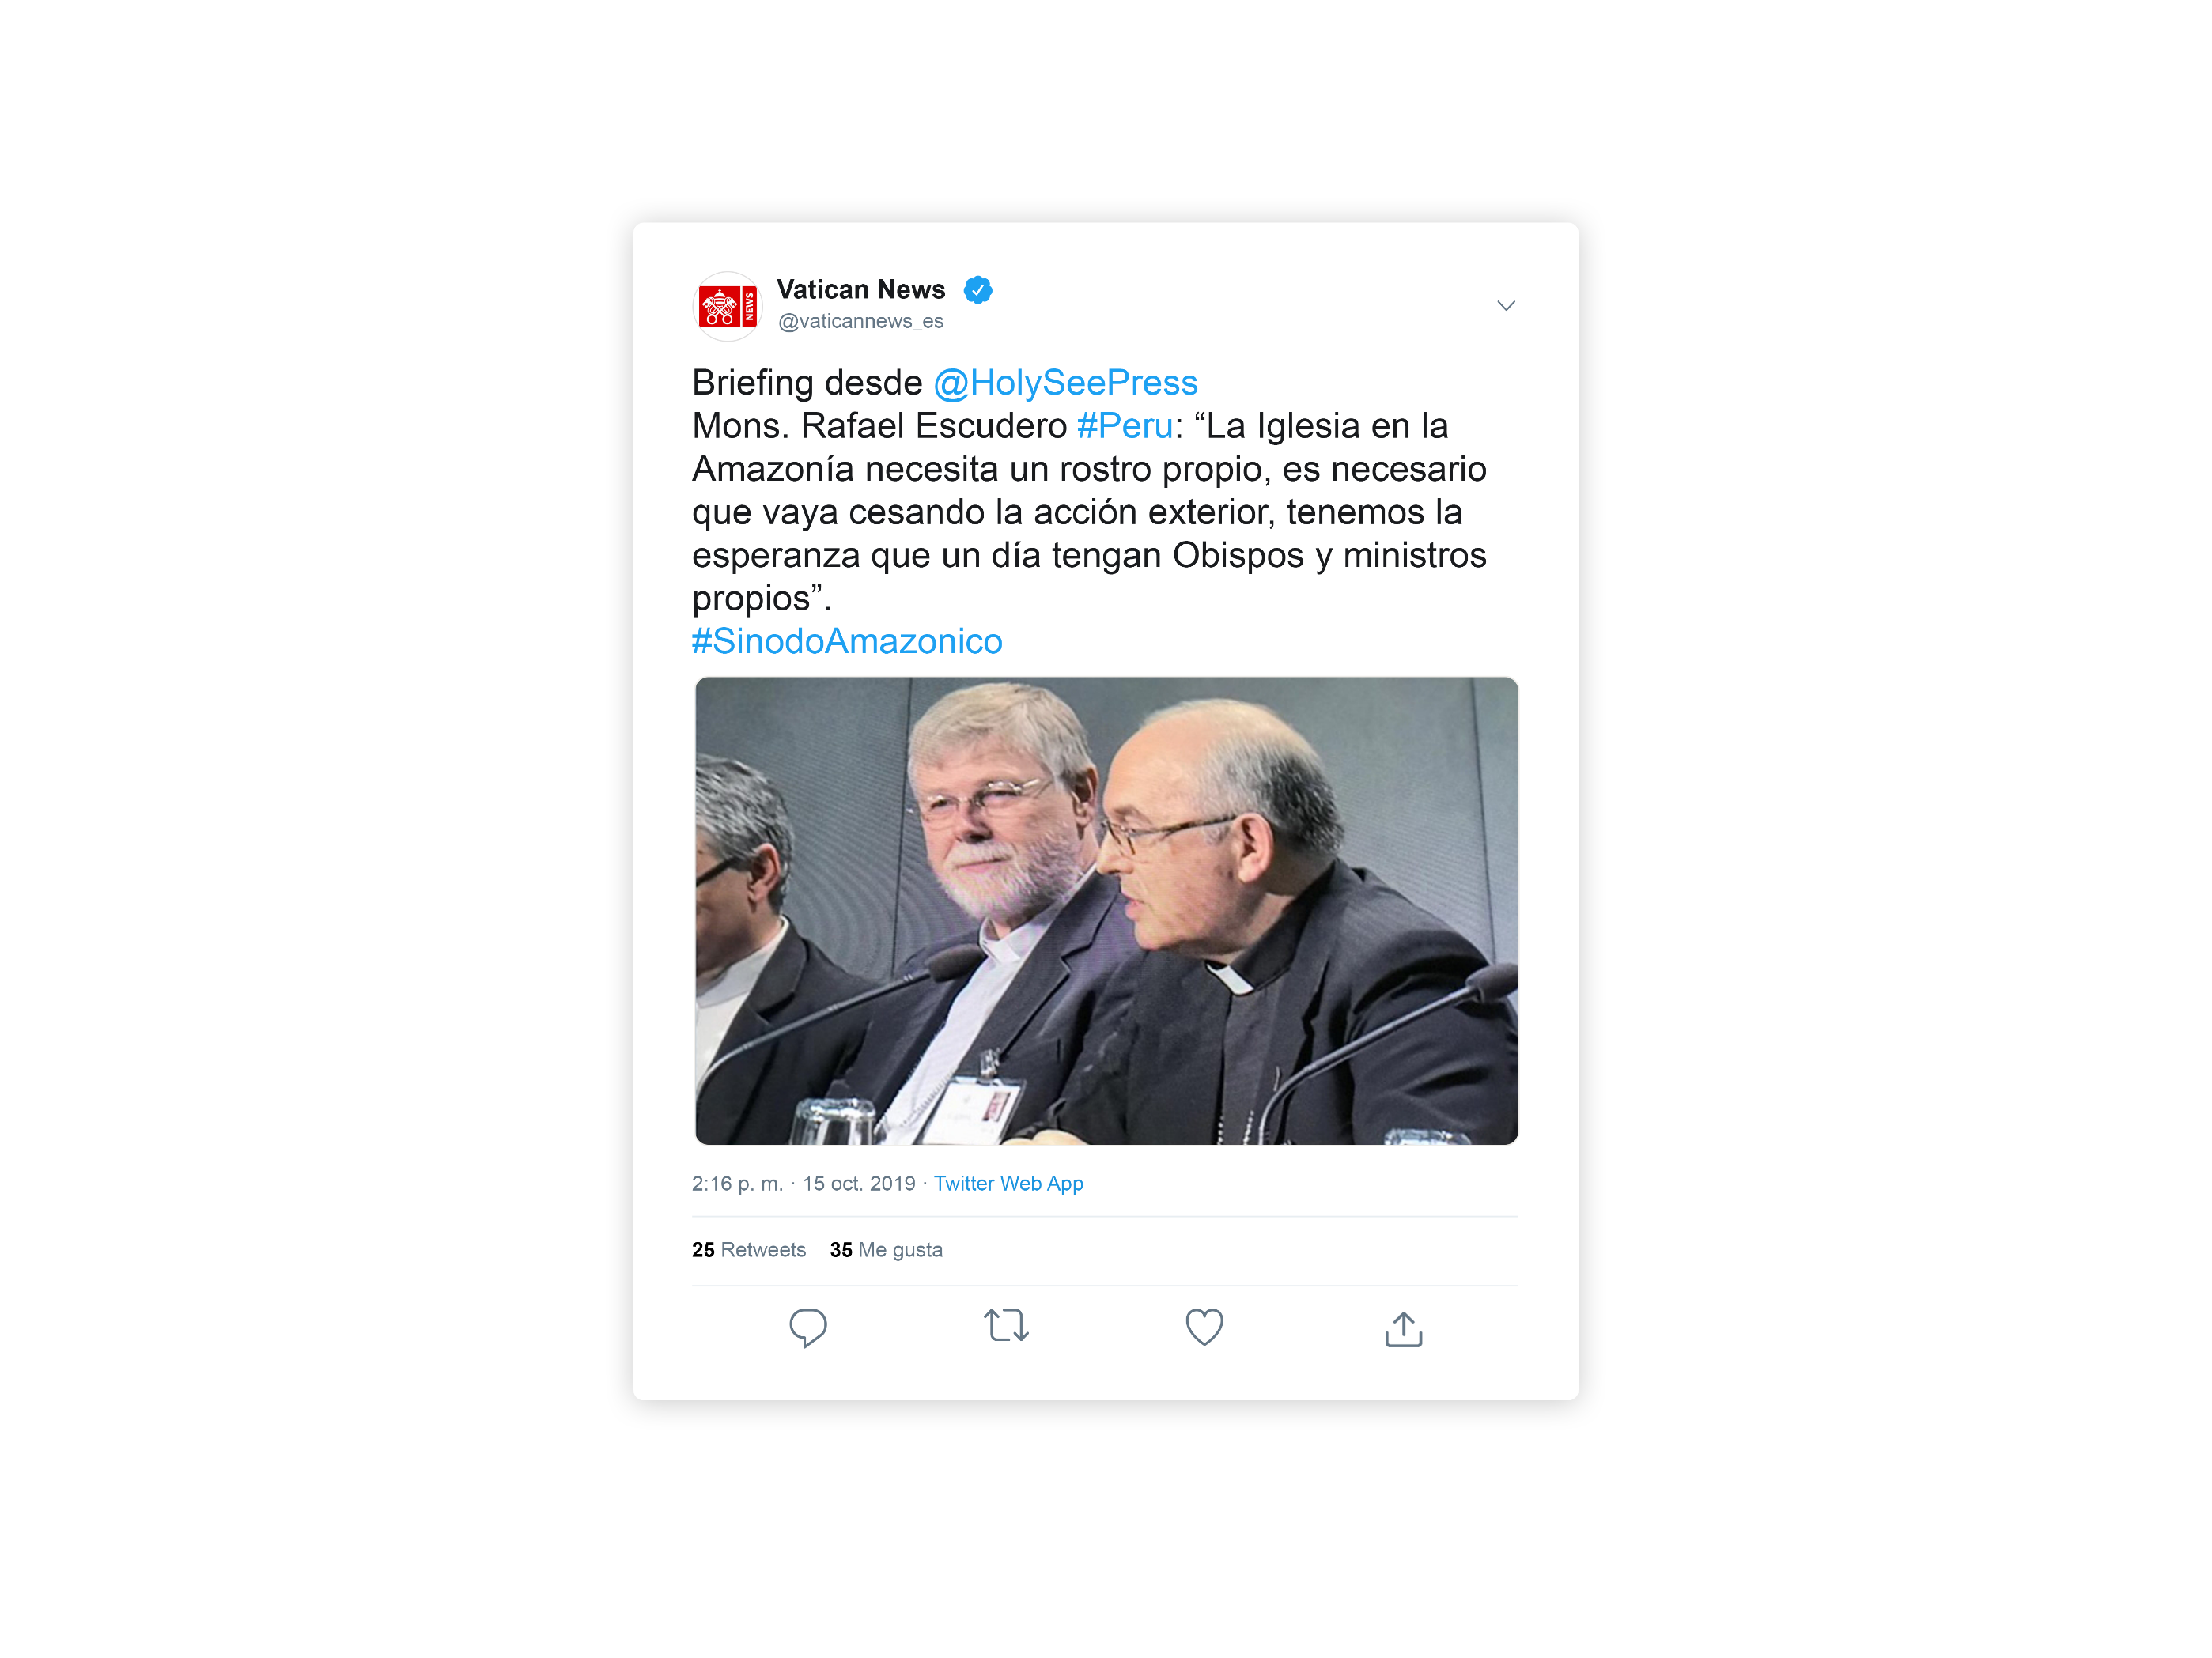 NEWS
Vatican News
@vaticannews_es
Briefing desde @HolySeePress
Mons. Rafael Escudero #Peru: “La Iglesia en la
Amazonía necesita un rostro propio, es necesario
que vaya cesando la acción exterior, tenemos la
esperanza que un día tengan Obispos y ministros
propios”.
#SinodoAmazonico
2:16 p. m. · 15 oct. 2019 · Twitter Web App
25 Retweets 35 Me gusta